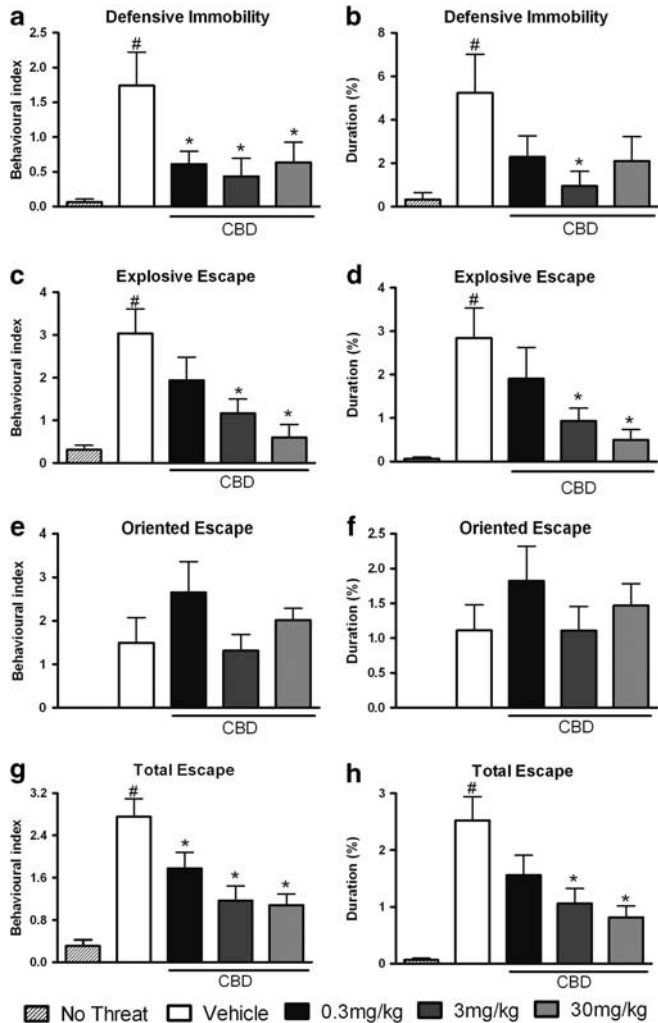 a Defensive Immobility
Behavioural index
2.5
2.0
1.5
1.0
0.5
0.0
#
* * *
CBD
b Defensive Immobility
Duration (%)
8
6
4
2
0
#
*
CBD
c Explosive Escape
Behavioural index
4
3
2
1
0
#
* *
CBD
d Explosive Escape
Duration (%)
4
3
2
1
0
#
* *
CBD
e Oriented Escape
Behavioural index
4
3
2
1
0
CBD
f Oriented Escape
Duration (%)
2.5
2.0
1.5
1.0
0.5
0.0
CBD
g Total Escape
Behavioural index
3.2
2.4
1.6
0.8
0.0
#
* * *
CBD
h Total Escape
Duration (%)
3
2
1
0
#
* *
CBD
No Threat Vehicle 0.3mg/kg 3mg/kg 30mg/kg